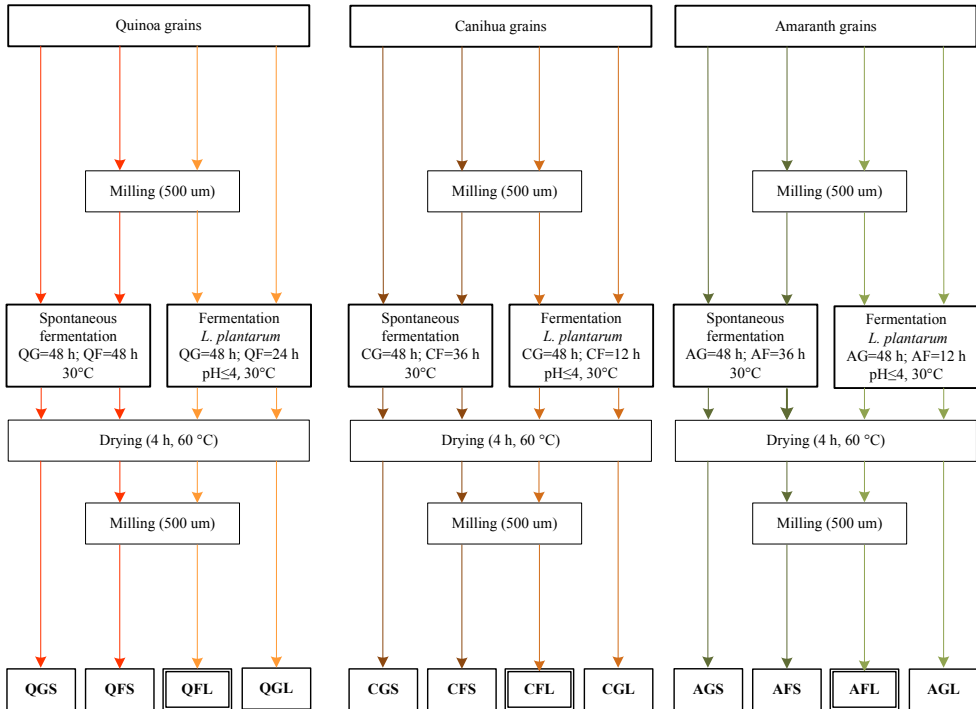 Quinoa grains
Canihua grains
Amaranth grains
Milling (500 um)
Milling (500 um)
Milling (500 um)
Spontaneous
fermentation
QG=48 h; QF=48 h
30°C
Fermentation
L. plantarum
QG=48 h; QF=24 h
pH≤4, 30°C
Spontaneous
fermentation
CG=48 h; CF=36 h
30°C
Fermentation
L. plantarum
CG=48 h; CF=12 h
pH≤4, 30°C
Spontaneous
fermentation
AG=48 h; AF=36 h
30°C
Fermentation
L. plantarum
AG=48 h; AF=12 h
pH≤4, 30°C
Drying (4 h, 60 °C)
Drying (4 h, 60 °C)
Drying (4 h, 60 °C)
Milling (500 um)
Milling (500 um)
Milling (500 um)
QGS
QFS
QFL
QGL
CGS
CFS
CFL
CGL
AGS
AFS
AFL
AGL